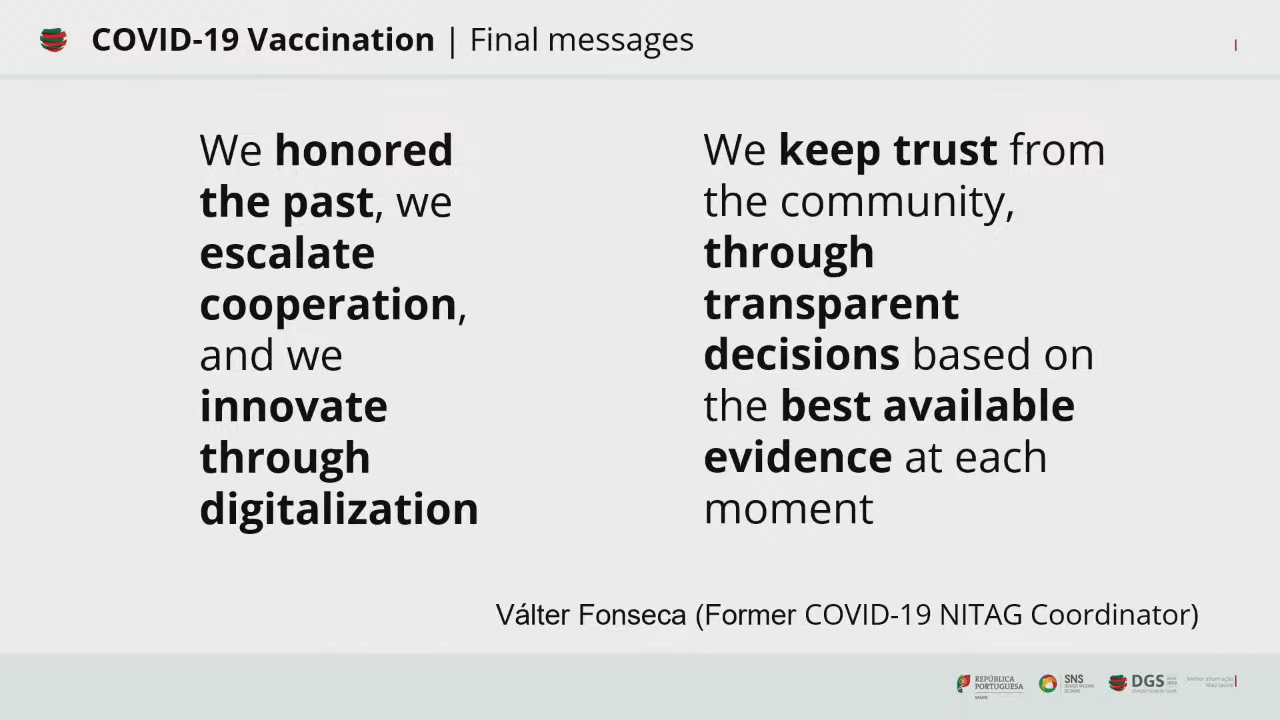 COVID-19 Vaccination | Final messages
We honored
the past, we
escalate
cooperation,
and we
innovate
through
digitalization
We keep trust from
the community,
through
transparent
decisions based on
the best available
evidence at each
moment
Válter Fonseca (Former COVID-19 NITAG Coordinator)
REPÚBLICA
PORTUGUESA
SAÚDE
SNS
DGS